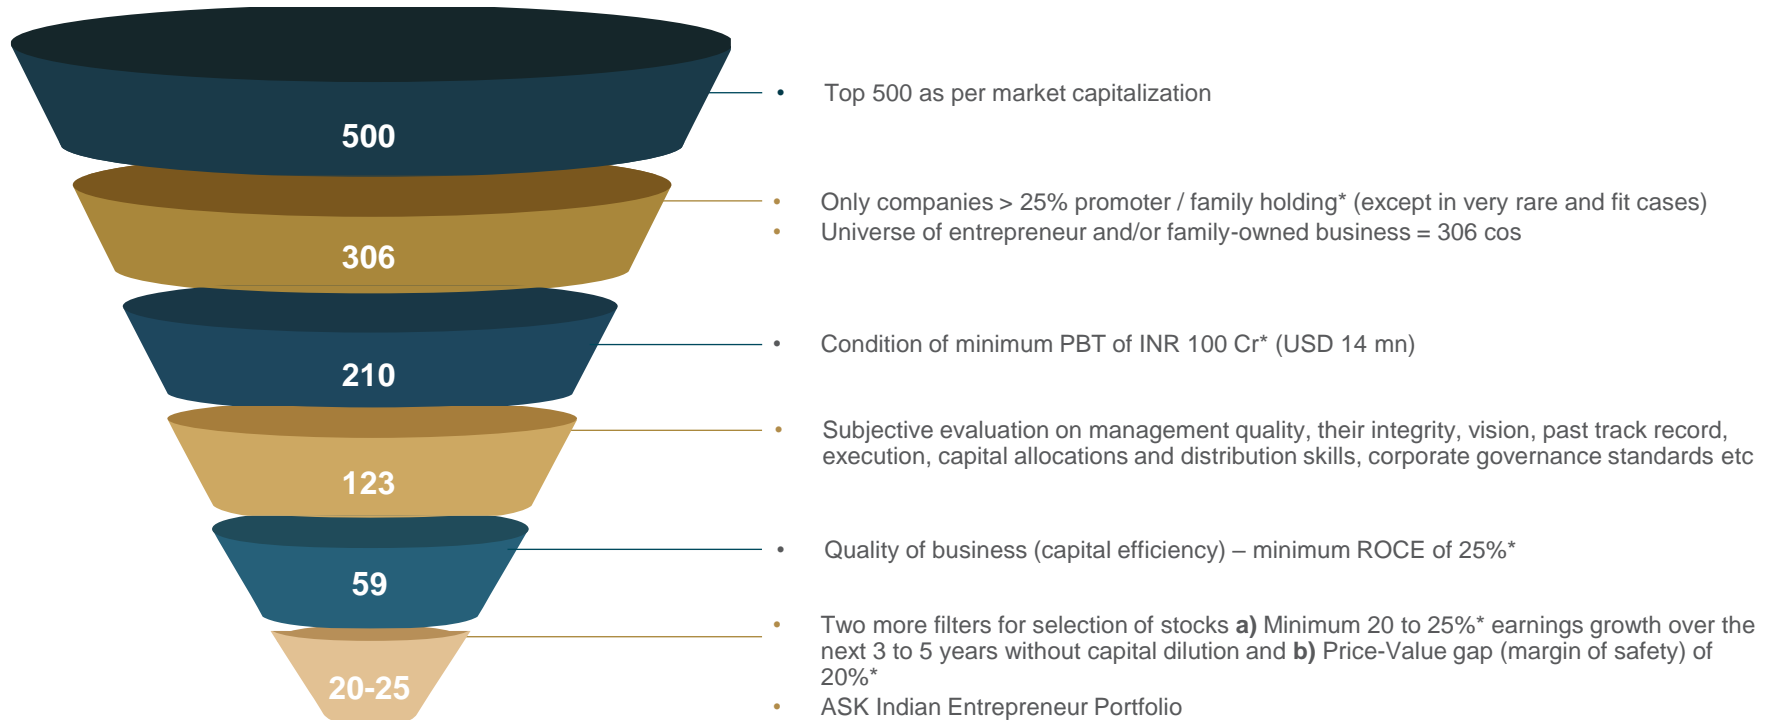 500
• Top 500 as per market capitalization
306
• Only companies > 25% promoter / family holding* (except in very rare and fit cases)
• Universe of entrepreneur and/or family-owned business = 306 cos
210
• Condition of minimum PBT of INR 100 Cr* (USD 14 mn)
123
• Subjective evaluation on management quality, their integrity, vision, past track record,
execution, capital allocations and distribution skills, corporate governance standards etc
59
• Quality of business (capital efficiency) – minimum ROCE of 25%*
20-25
• Two more filters for selection of stocks a) Minimum 20 to 25%* earnings growth over the
next 3 to 5 years without capital dilution and b) Price-Value gap (margin of safety) of
20%*
• ASK Indian Entrepreneur Portfolio